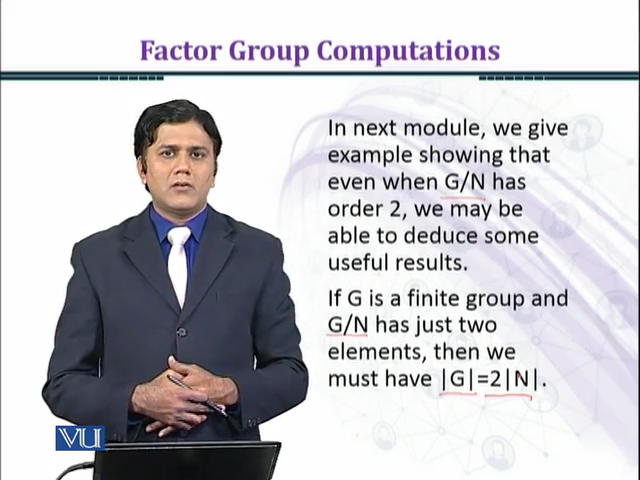 Factor Group Computations
In next module, we give
example showing that
even when G/N has
order 2, we may be
able to deduce some
useful results.
If G is a finite group and
G/N has just two
elements, then we
must have |G|=2|N|.
VU